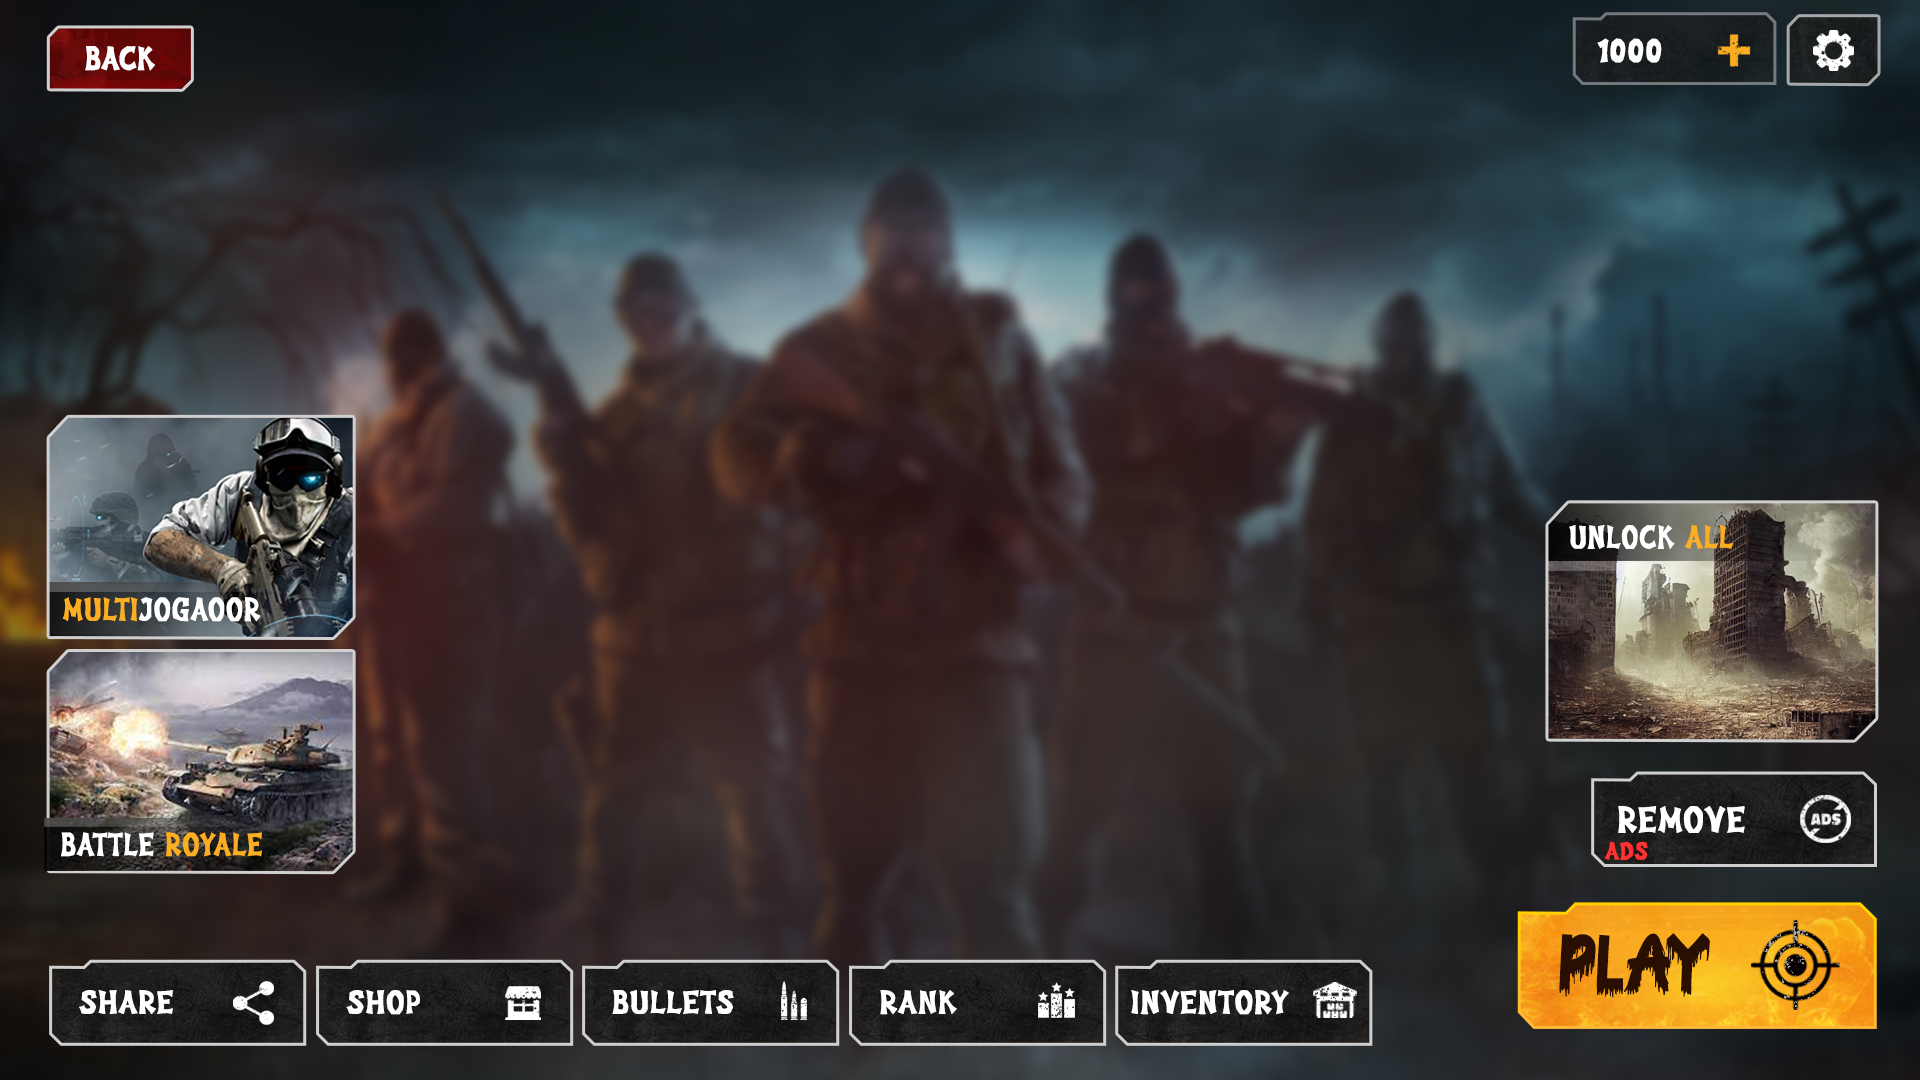 BACK
1000
MULTIJOGAOOR
UNLOCK ALL
BATTLE ROYALE
REMOVE
ADS
ADS
PLAY
SHARE
SHOP
BULLETS
RANK
INVENTORY